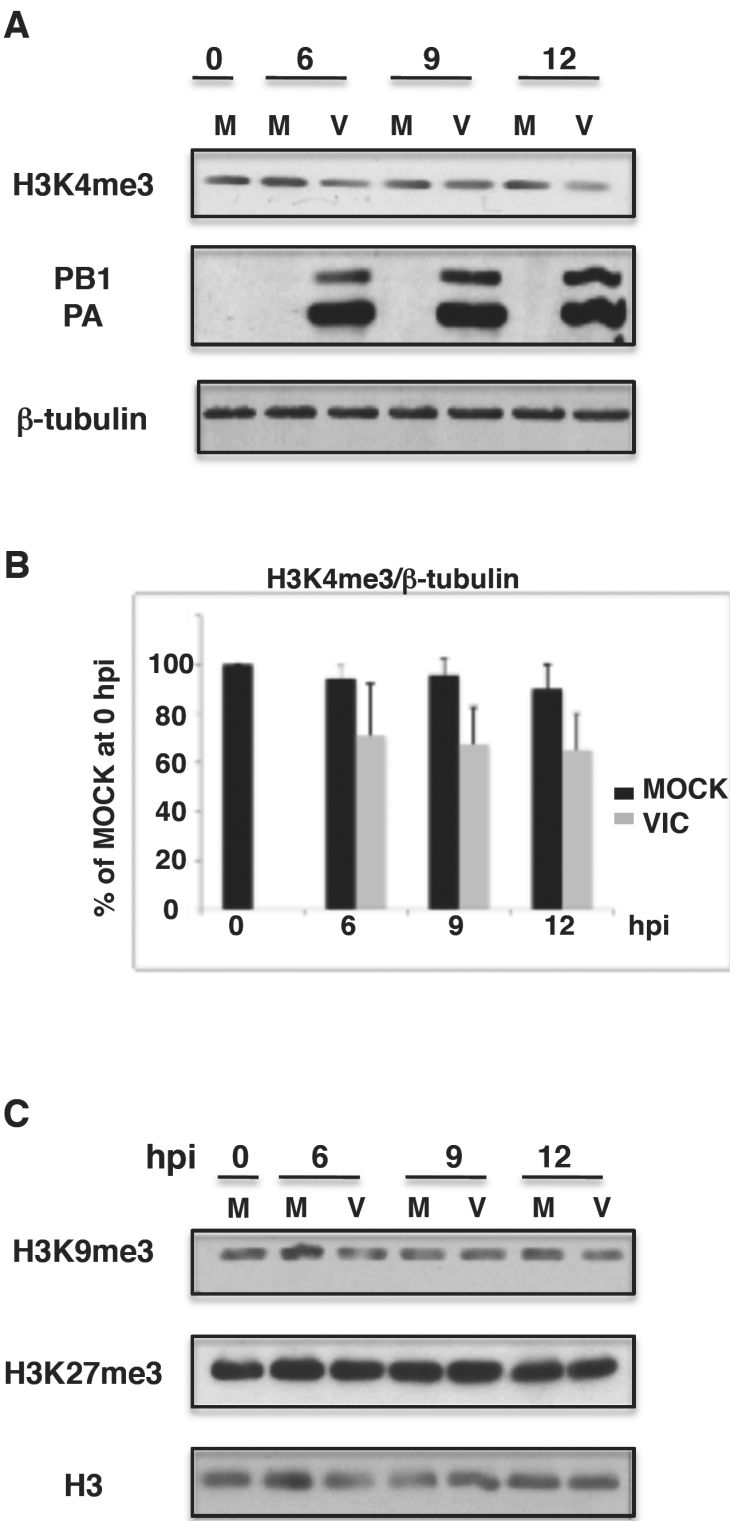 A
0 6 9 12
M M V M V M V
H3K4me3
PB1
PA
β-tubulin
B
H3K4me3/β-tubulin
% of MOCK at 0 hpi
100
80
60
40
20
0
0 6 9 12 hpi
MOCK
VIC
C
hpi 0 6 9 12
M M V M V M V
H3K9me3
H3K27me3
H3